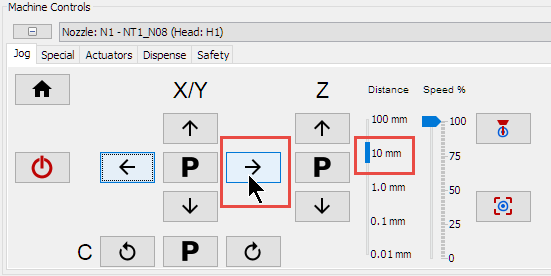 Machine Controls
Nozzle: N1 - NT1_N08 (Head: H1)
Jog Special Actuators Dispense Safety
X/Y Z Distance Speed %
100 mm 100
P P 10 mm 75
1.0 mm 50
0.1 mm 25
C P 0.01 mm 0